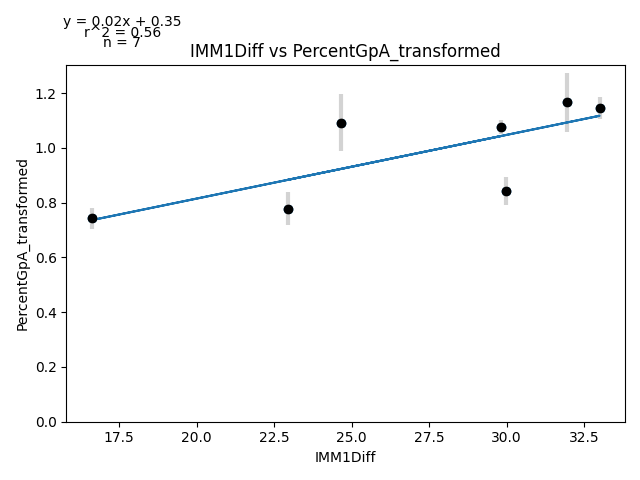 y = 0.02x + 0.35
r^2 = 0.56
n = 7
IMM1Diff vs PercentGpA_transformed
PercentGpA_transformed
1.2
1.0
0.8
0.6
0.4
0.2
0.0
17.5 20.0 22.5 25.0 27.5 30.0 32.5
IMM1Diff